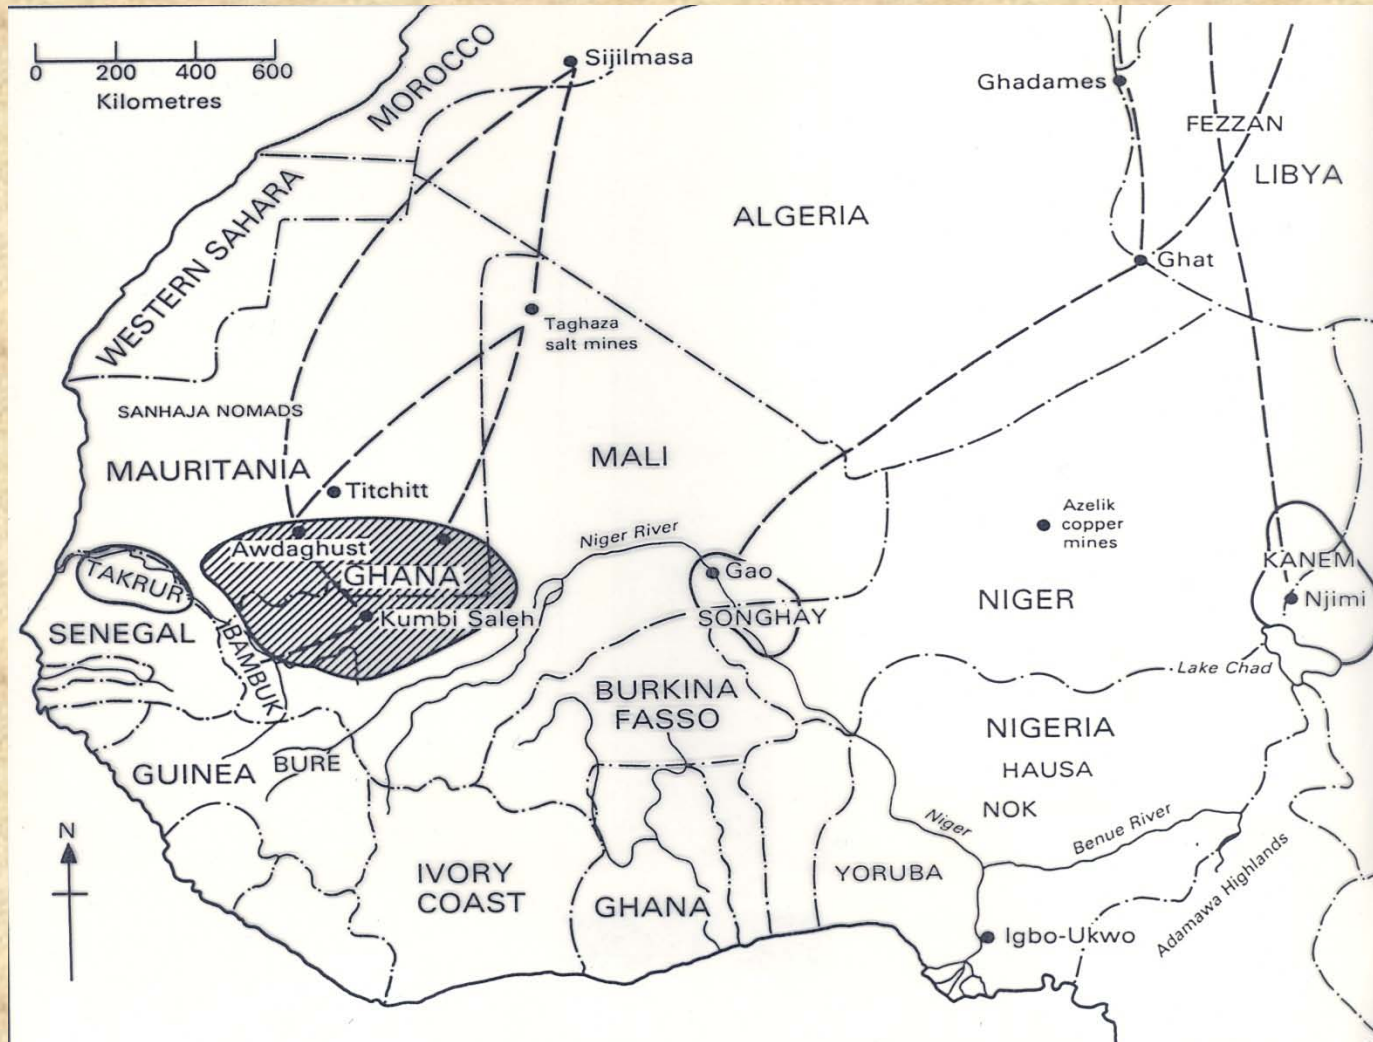 Sijilmasa
0 200 400 600
Kilometres
MOROCCO
Ghadames
FEZZAN
LIBYA
ALGERIA
WESTERN SAHARA
Ghat
Taghaza
salt mines
SANHAJA NOMADS
MAURITANIA
MALI
Titchitt
Azelik
copper
mines
Niger River
Awdaghust
GHANA
TAKRUR
Gao
KANEM
Njimi
NIGER
SONGHAY
Kumbi Saleh
SENEGAL
BAMBUK
Lake Chad
BURKINA
FASSO
NIGERIA
HAUSA
NOK
GUINEA
BURE
N
Niger
Benue River
IVORY
COAST
GHANA
YORUBA
Adamawa Highlands
Igbo-Ukwo